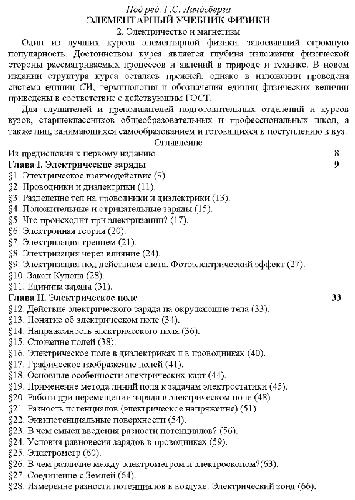 Под ред. Г.С. Ландсберга
ЭЛЕМЕНТАРНЫЙ УЧЕБНИК ФИЗИКИ
2. Электричество и магнетизм
Один из лучших курсов элементарной физики, завоевавший огромную
популярность. Достоинством курса является глубина изложения физической
стороны рассматриваемых процессов и явлений в природе и технике. В новом
издании структура курса осталась прежней, однако в изложении проведена
система единиц СИ, терминология и обозначения единиц физических величин
приведены в соответствие с действующим ГОСТ.
Для слушателей и преподавателей подготовительных отделений и курсов
вузов, старшеклассников общеобразовательных и профессиональных школ, а
также лиц, занимающихся самообразованием и готовящихся к поступлению в вуз.
Оглавление
Из предисловия к первому изданию 8
Глава I. Электрические заряды 9
§1. Электрическое взаимодействие (9).
§2. Проводники и диэлектрики (11).
§3. Разделение тел на проводники и диэлектрики (13).
§4. Положительные и отрицательные заряды (15).
§5. Что происходит при электризации? (17).
§6. Электронная теория (20).
§7. Электризация трением (21).
§8. Электризация через влияние (24).
§9. Электризация под действием света. Фотоэлектрический эффект (27).
§10. Закон Кулона (28).
§11. Единица заряда (31).
Глава II. Электрическое поле 33
§12. Действие электрического заряда на окружающие тела (33).
§13. Понятие об электрическом поле (34).
§14. Напряженность электрического поля (36).
§15. Сложение полей (38).
§16. Электрическое поле в диэлектриках и в проводниках (40).
§17. Графическое изображение полей (41).
§18. Основные особенности электрических карт (44).
§19. Применение метода линий поля к задачам электростатики (45).
§20. Работа при перемещении заряда в электрическом поле (48).
§21. Разность потенциалов (электрическое напряжение) (51).
§22. Эквипотенциальные поверхности (54).
§23. В чем смысл введения разности потенциалов? (56).
§24. Условия равновесия зарядов в проводниках (59).
§25. Электрометр (60).
§26. В чем различие между электрометром и электроскопом? (63).
§27. Соединение с Землей (64).
§28. Измерение разности потенциалов в воздухе. Электрический зонд (66).